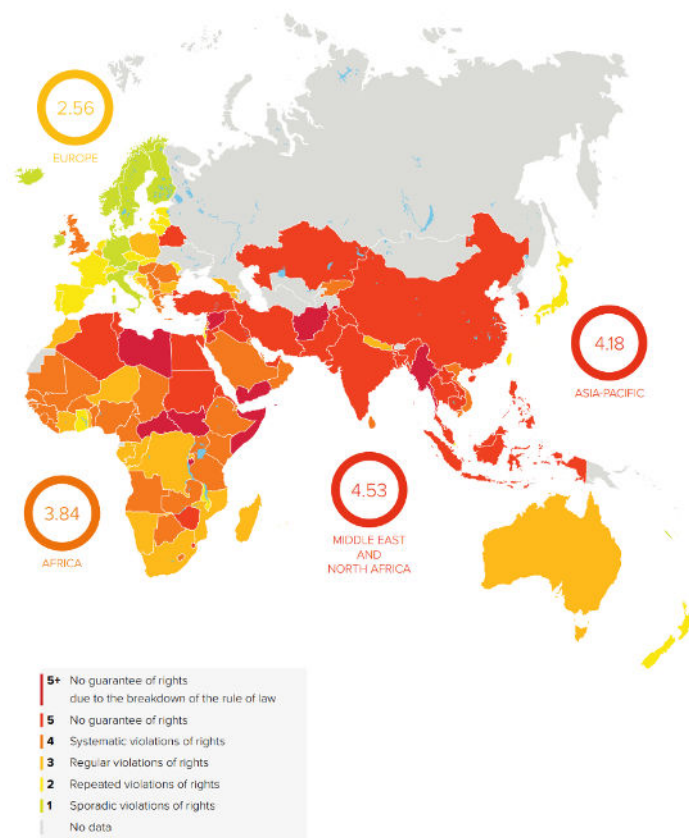 2.56
EUROPE
4.18
ASIA-PACIFIC
4.53
MIDDLE EAST
AND
NORTH AFRICA
3.84
AFRICA
5+ No guarantee of rights
due to the breakdown of the rule of law
5 No guarantee of rights
4 Systematic violations of rights
3 Regular violations of rights
2 Repeated violations of rights
1 Sporadic violations of rights
No data